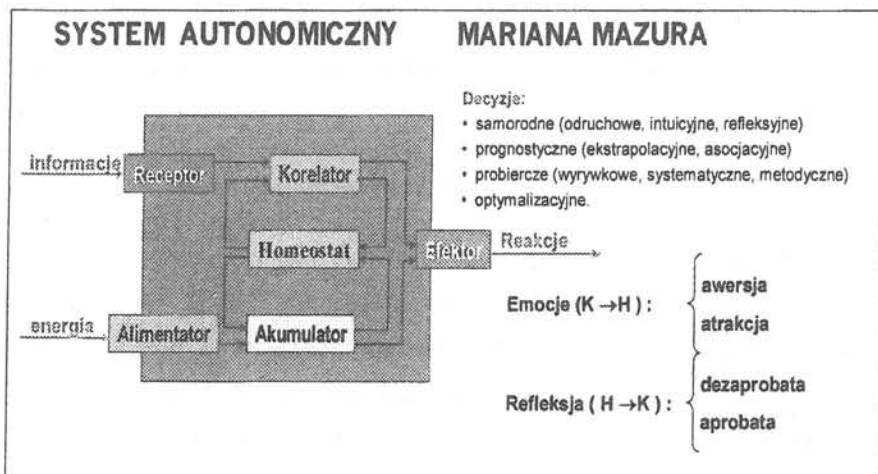 SYSTEM AUTONOMICZNY MARIANA MAZURA
Decyzje:
• samorodne (odruchowe, intuicyjne, refleksyjne)
• prognostyczne (ekstrapolacyjne, asocjacyjne)
• probiercze (wyrywkowe, systematyczne, metodyczne)
• optymalizacyjne.
informacje
Receptor
Korelator
Homeostat
Efektor
Reakcje
energia
Alimentator
Akumulator
Emocje (K →H) :
awersja
atrakcja
Refleksja ( H →K) :
dezaprobata
aprobata